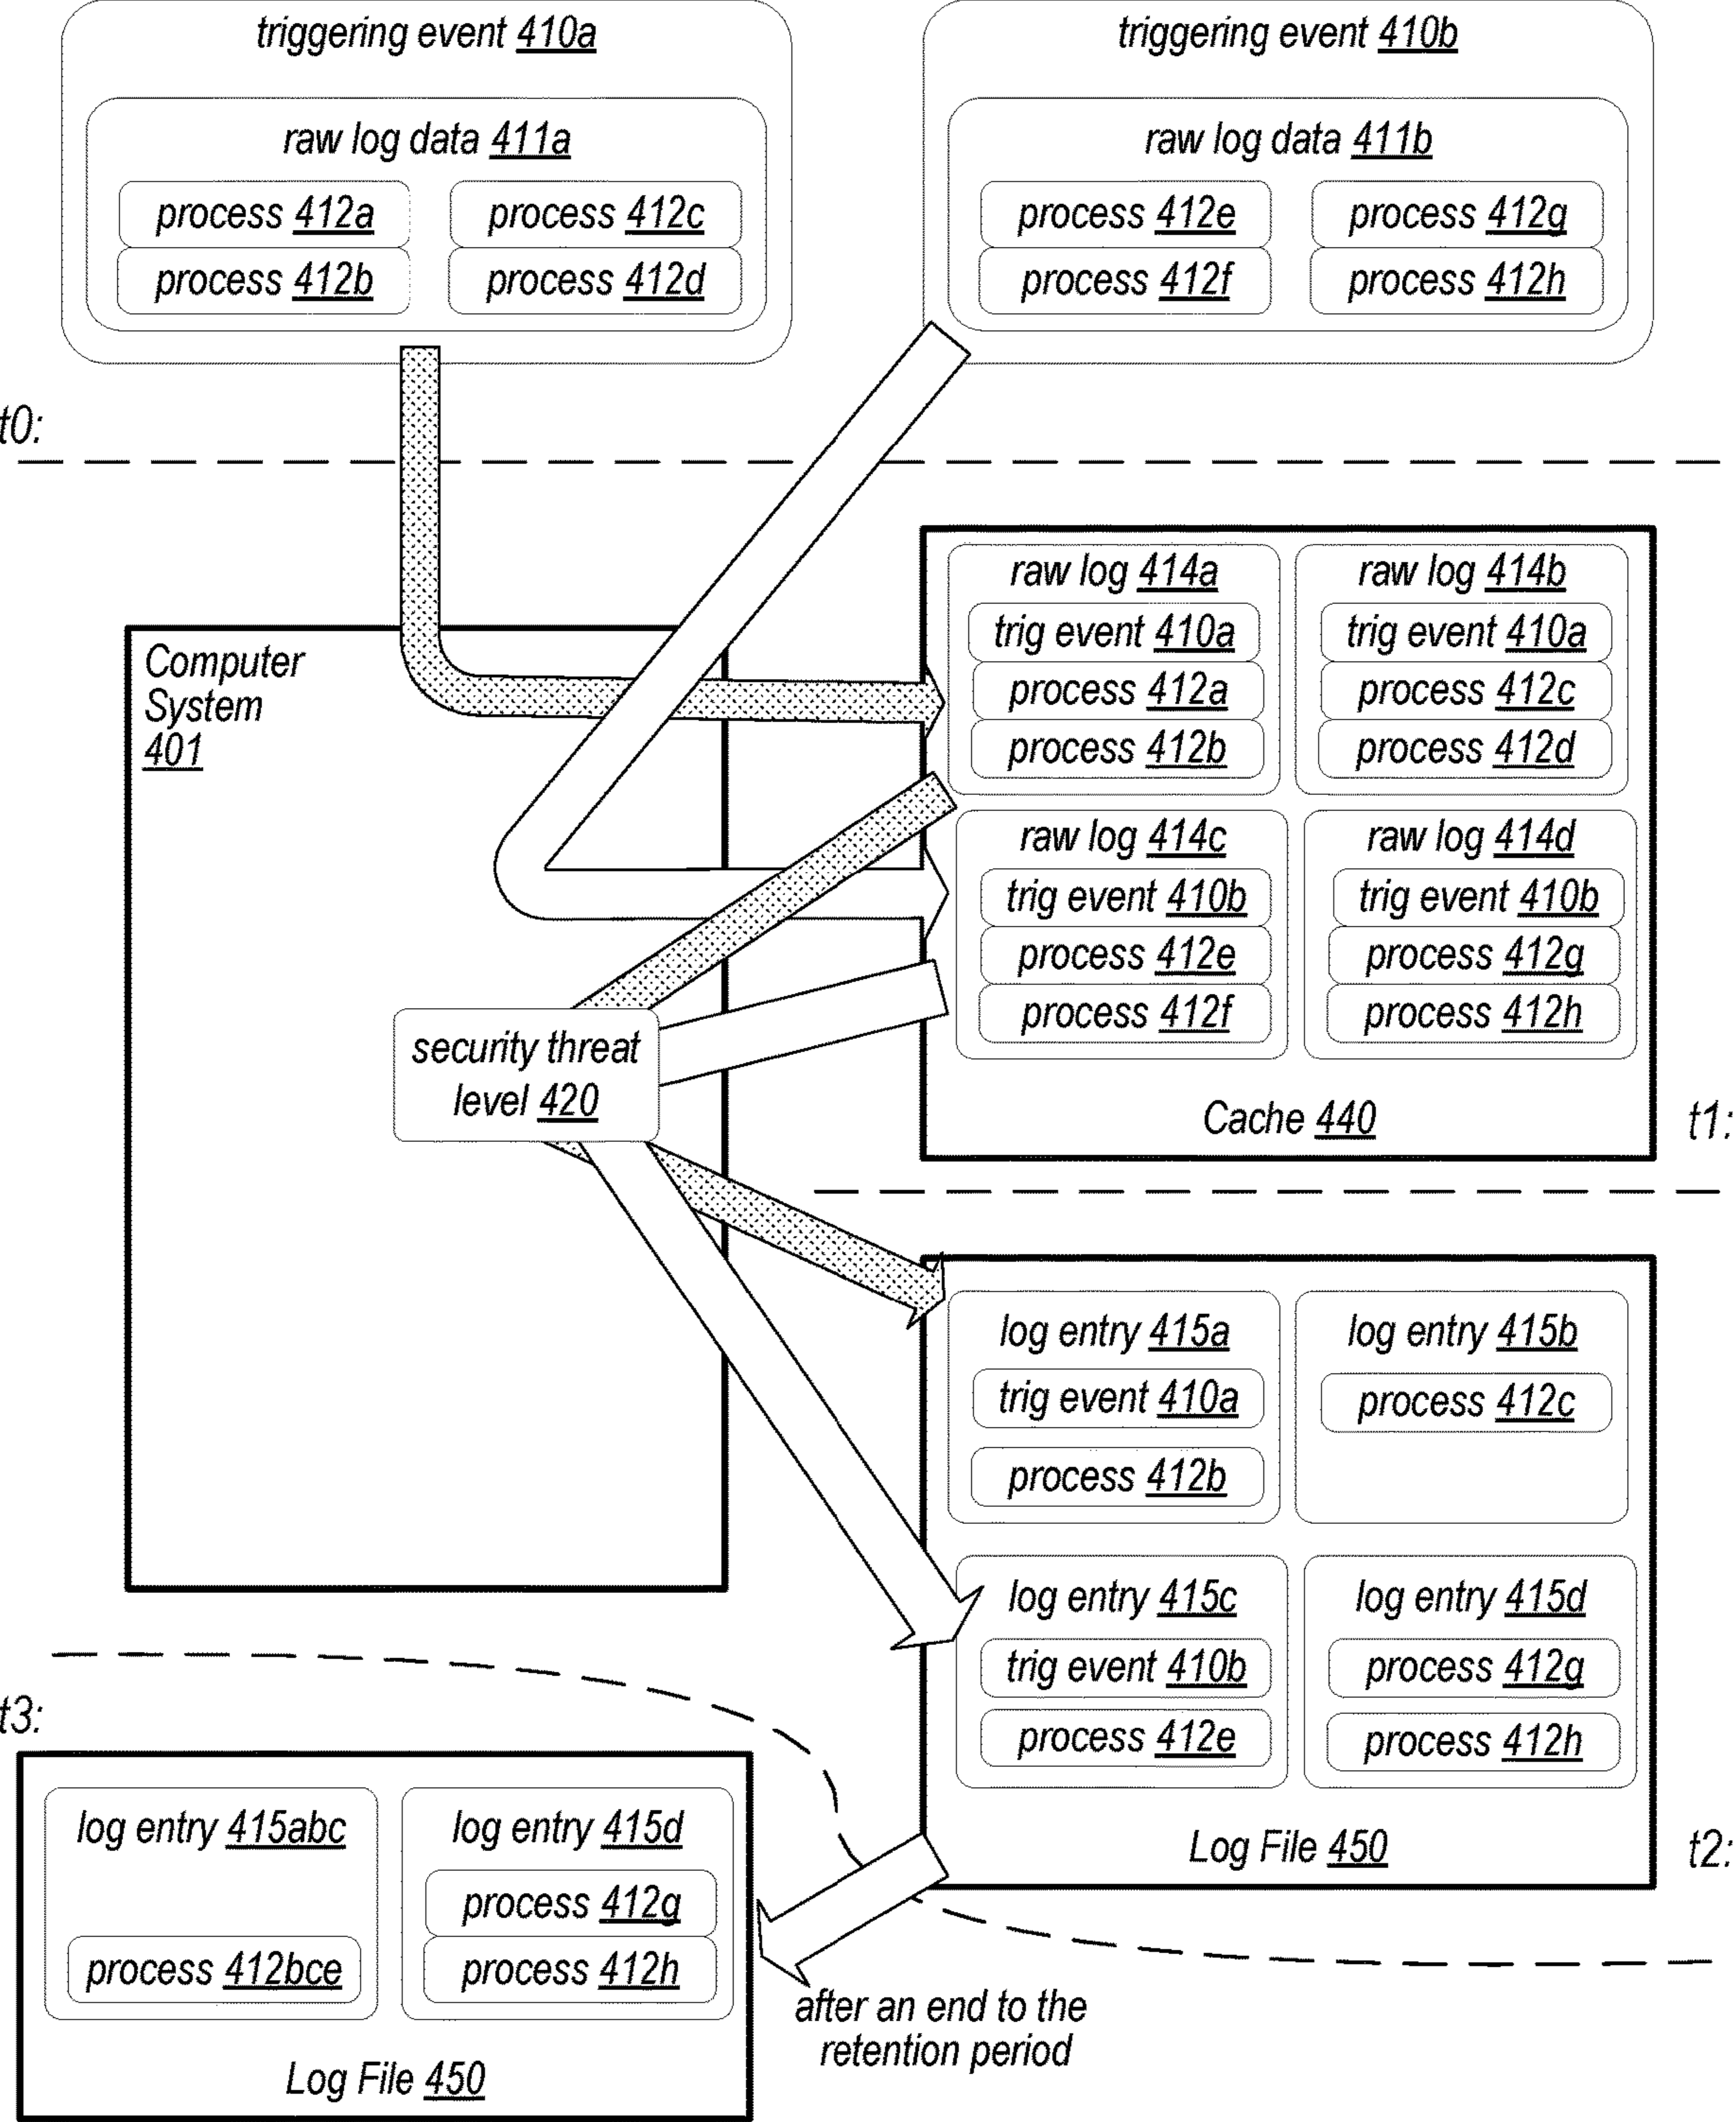 triggering event 410a
raw log data 411a
process 412a
process 412c
process 412b
process 412d
triggering event 410b
raw log data 411b
process 412e
process 412g
process 412f
process 412h
t0:
Computer
System
401
raw log 414a
trig event 410a
process 412a
process 412b
raw log 414b
trig event 410a
process 412c
process 412d
raw log 414c
trig event 410b
process 412e
process 412f
raw log 414d
trig event 410b
process 412g
process 412h
Cache 440
t1:
security threat
level 420
log entry 415a
trig event 410a
process 412b
log entry 415b
process 412c
log entry 415c
trig event 410b
process 412e
log entry 415d
process 412g
process 412h
Log File 450
t2:
t3:
log entry 415abc
process 412bce
log entry 415d
process 412g
process 412h
Log File 450
after an end to the
retention period